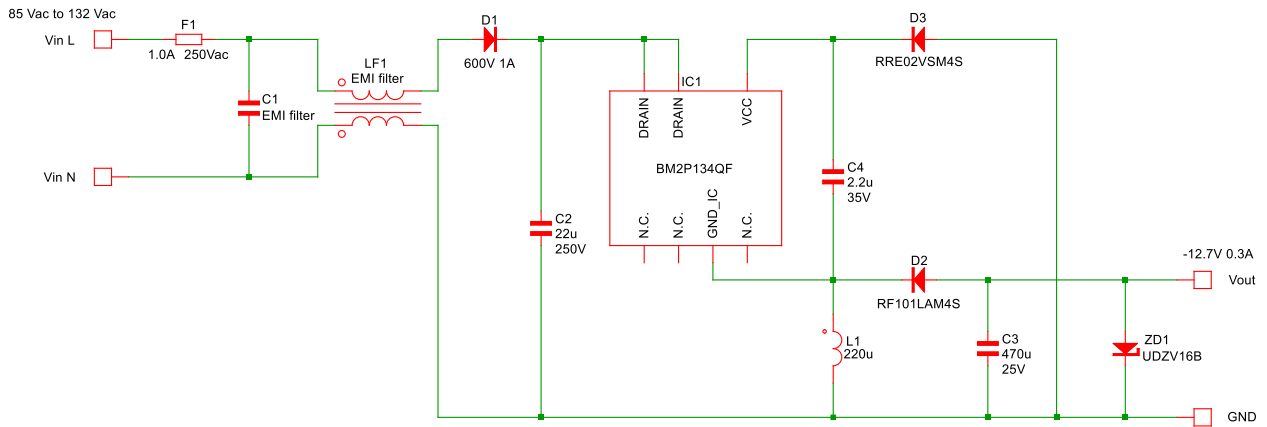 85 Vac to 132 Vac
Vin L
F1
1.0A 250Vac
C1
EMI filter
LF1
EMI filter
D1
600V 1A
Vin N
C2
22u
250V
IC1
DRAIN
DRAIN
VCC
BM2P134QF
N.C.
N.C.
GND_IC
N.C.
D3
RRE02VSM4S
C4
2.2u
35V
D2
RF101LAM4S
L1
220u
C3
470u
25V
ZD1
UDZV16B
-12.7V 0.3A
Vout
GND